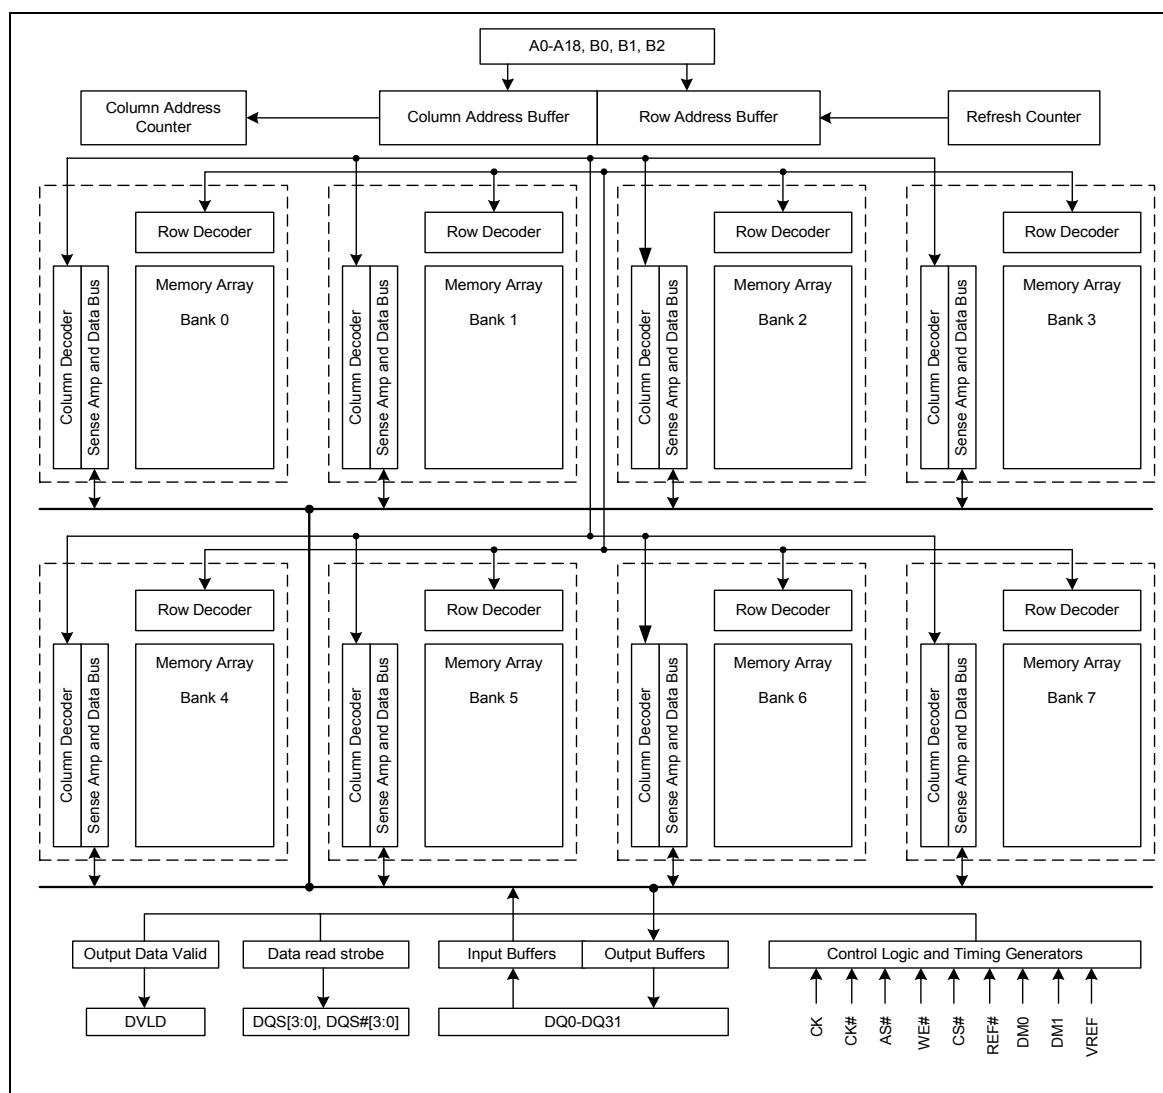 A0-A18, B0, B1, B2
Column Address
Counter
Column Address Buffer
Row Address Buffer
Refresh Counter
Row Decoder
Row Decoder
Row Decoder
Row Decoder
Column Decoder
Sense Amp and Data Bus
Memory Array
Bank 0
Column Decoder
Sense Amp and Data Bus
Memory Array
Bank 1
Column Decoder
Sense Amp and Data Bus
Memory Array
Bank 2
Column Decoder
Sense Amp and Data Bus
Memory Array
Bank 3
Row Decoder
Row Decoder
Row Decoder
Row Decoder
Column Decoder
Sense Amp and Data Bus
Memory Array
Bank 4
Column Decoder
Sense Amp and Data Bus
Memory Array
Bank 5
Column Decoder
Sense Amp and Data Bus
Memory Array
Bank 6
Column Decoder
Sense Amp and Data Bus
Memory Array
Bank 7
Output Data Valid
Data read strobe
Input Buffers
Output Buffers
Control Logic and Timing Generators
DVLD
DQS[3:0], DQS#[3:0]
DQ0-DQ31
CK
CK#
AS#
WE#
CS#
REF#
DM0
DM1
VREF